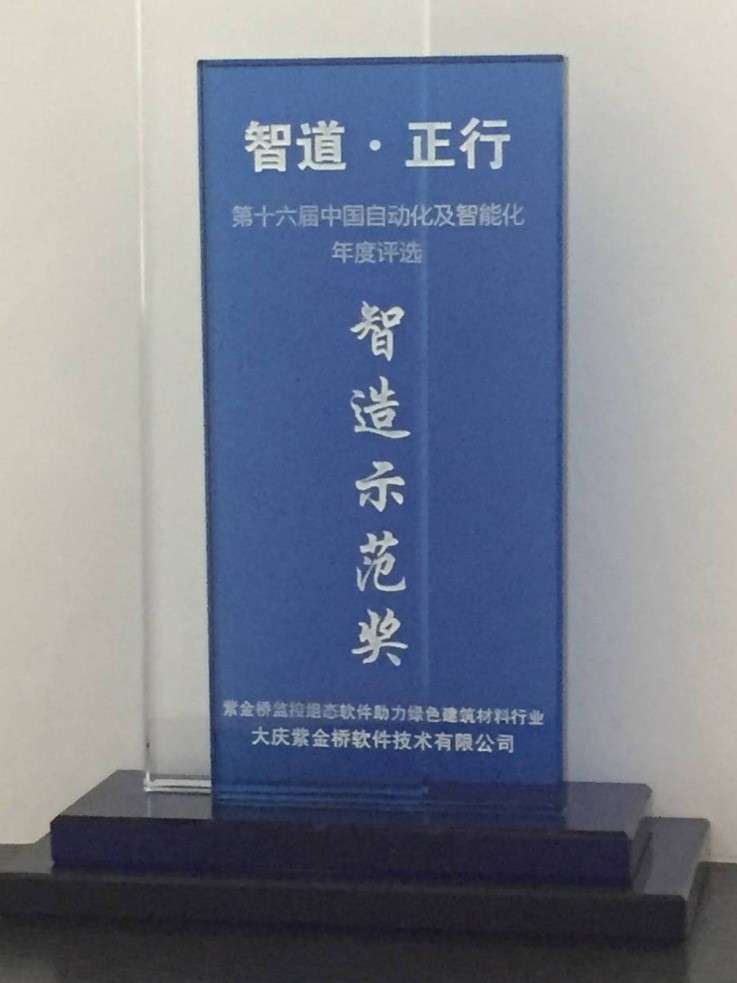 智道·正行
第十六届中国自动化及智能化
年度评选
智造示范奖
紫金桥监控组态软件助力绿色建筑材料行业
大庆紫金桥软件技术有限公司